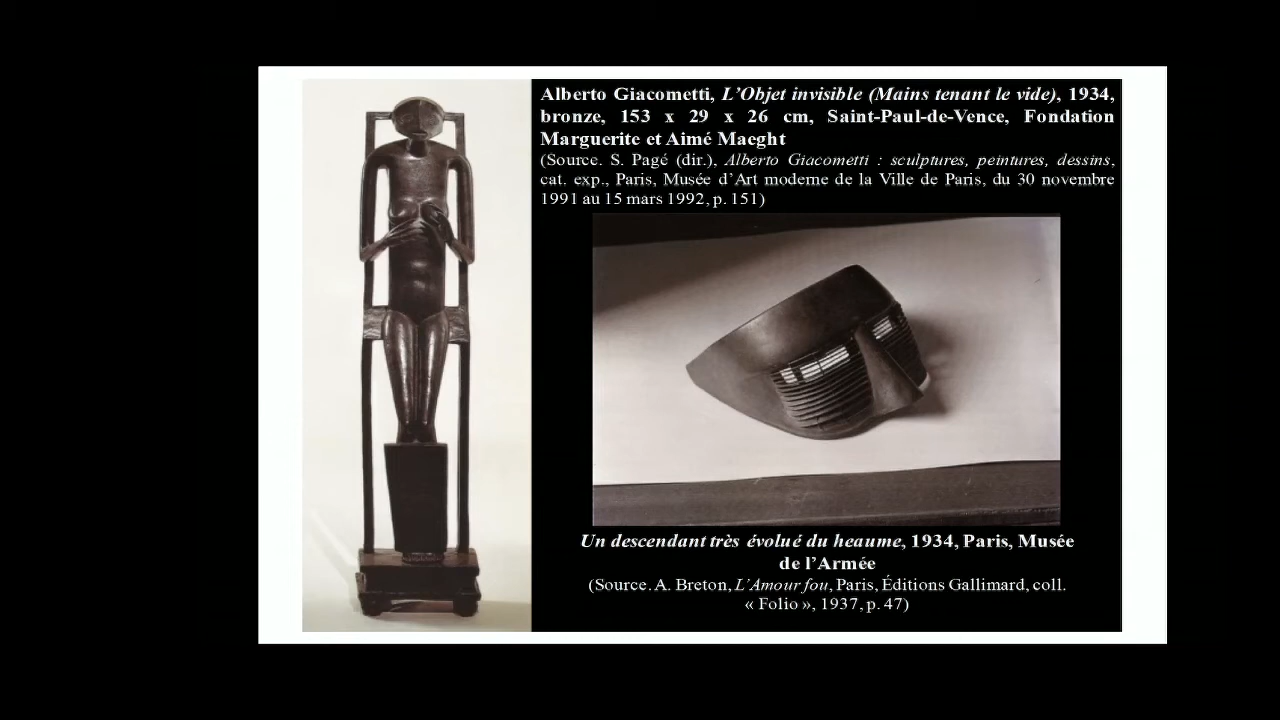 Alberto Giacometti, L’Objet invisible (Mains tenant le vide), 1934,
bronze, 153 x 29 x 26 cm, Saint-Paul-de-Vence, Fondation
Marguerite et Aimé Maeght
(Source. S. Pagé (dir.), Alberto Giacometti : sculptures, peintures, dessins,
cat. exp., Paris, Musée d’Art moderne de la Ville de Paris, du 30 novembre
1991 au 15 mars 1992, p. 151)
Un descendant très évolué du heaume, 1934, Paris, Musée
de l’Armée
(Source. A. Breton, L’Amour fou, Paris, Éditions Gallimard, coll.
« Folio », 1937, p. 47)